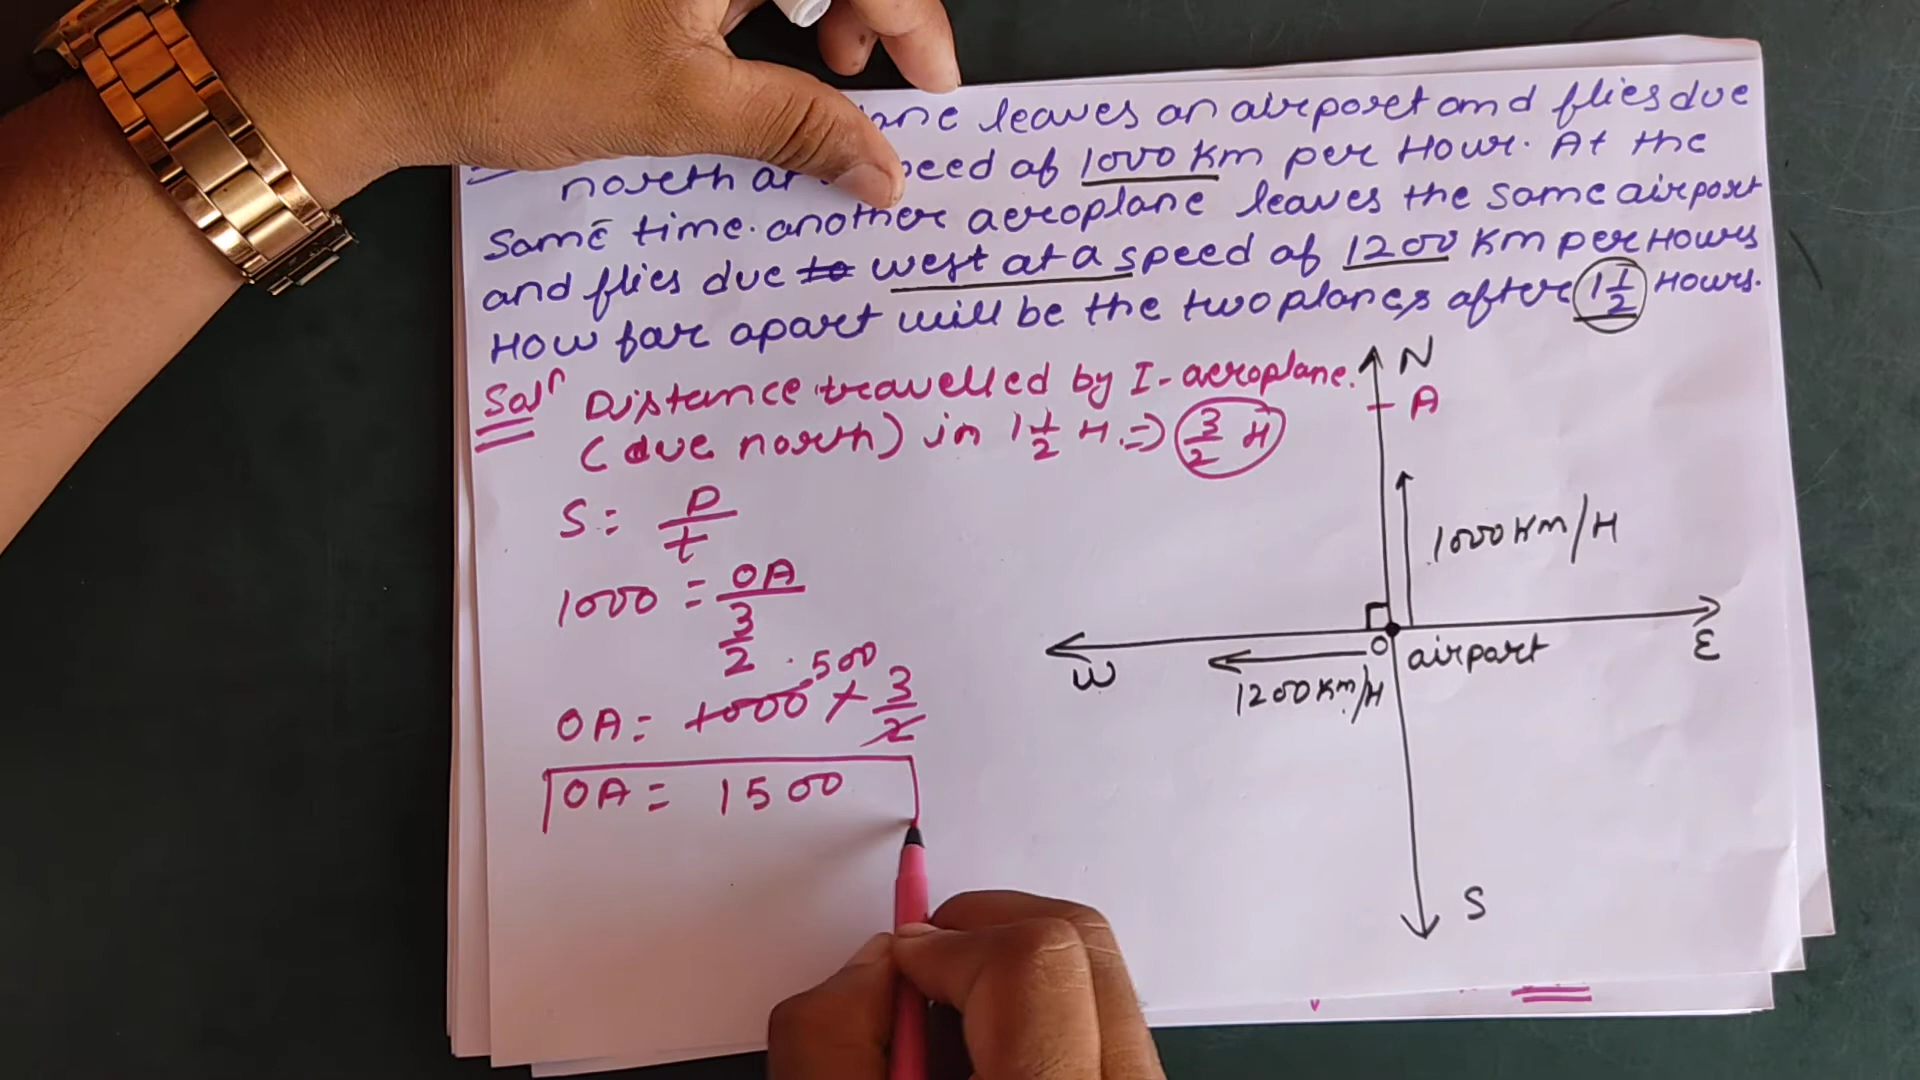 leaves an airport and flies due
north at speed of 1000 Km per Hour. At the
Same time another aeroplane leaves the same airport
and flies due to west at a speed of 1200 Km per Hours
How far apart will be the two planes after 1 1/2 Hours.
Sol^n Distance travelled by I-aeroplane.
(due north) in 1 1/2 H. => 3/2 H
S = D/t
1000 = OA / 3/2
500
OA = 1000 × 3/2
OA = 1500
N
A
1000 Km/H
W
O airport
E
1200 Km/H
S